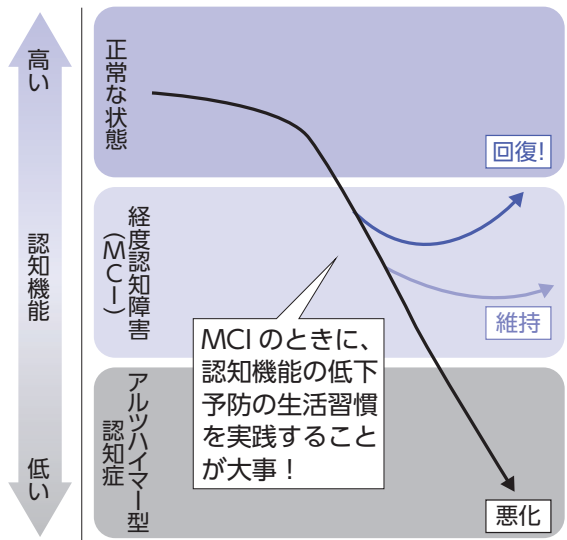 高い
認知機能
低い
正常な状態
回復!
経度認知障害
(MCI)
維持
MCI のときに、
認知機能の低下
予防の生活習慣
を実践すること
が大事！
アルツハイマー型
認知症
悪化